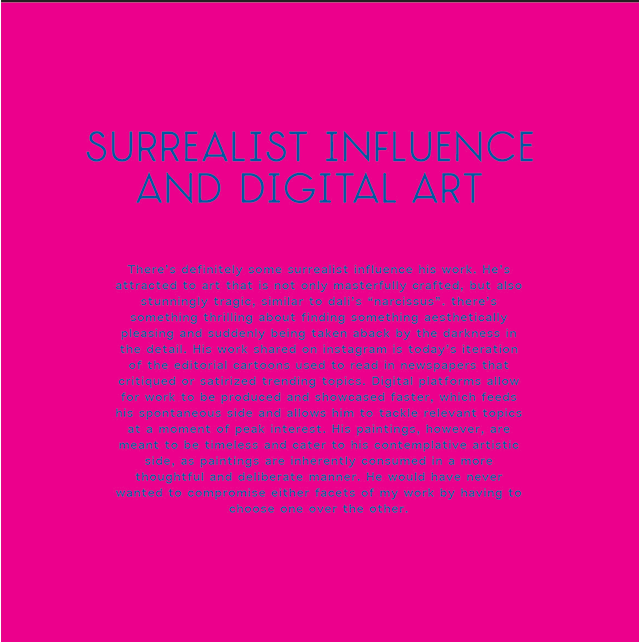 SURREALIST INFLUENCE
AND DIGITAL ART
There's definitely some surrealist influence his work. He's
attracted to art that is not only masterfully crafted, but also
stunningly tragic, similar to dali's "narcissus". there's
something thrilling about finding something aesthetically
pleasing and suddenly being taken aback by the darkness in
the detail. His work shared on Instagram is today's iteration
of the editorial cartoons used to read in newspapers that
critiqued or satirized trending topics. Digital platforms allow
for work to be produced and showcased faster, which feeds
his spontaneous side and allows him to tackle relevant topics
at a moment of peak interest. His paintings, however, are
meant to be timeless and cater to his contemplative artistic
side, as paintings are inherently consumed in a more
thoughtful and deliberate manner. He would have never
wanted to compromise either facets of my work by having to
choose one over the other.